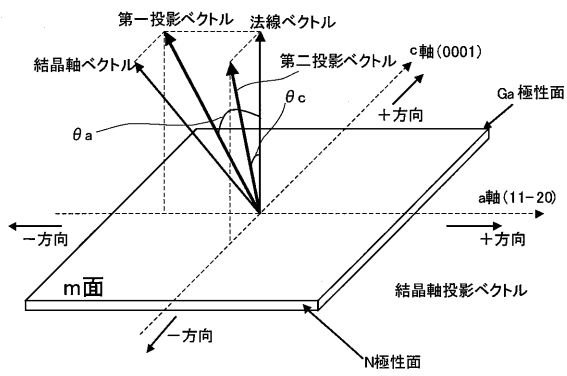 第一投影ベクトル
法線ベクトル
結晶軸ベクトル
第二投影ベクトル
c軸(0001)
θc
θa
Ga極性面
+方向
a軸(11-20)
-方向
+方向
m面
結晶軸投影ベクトル
-方向
N極性面